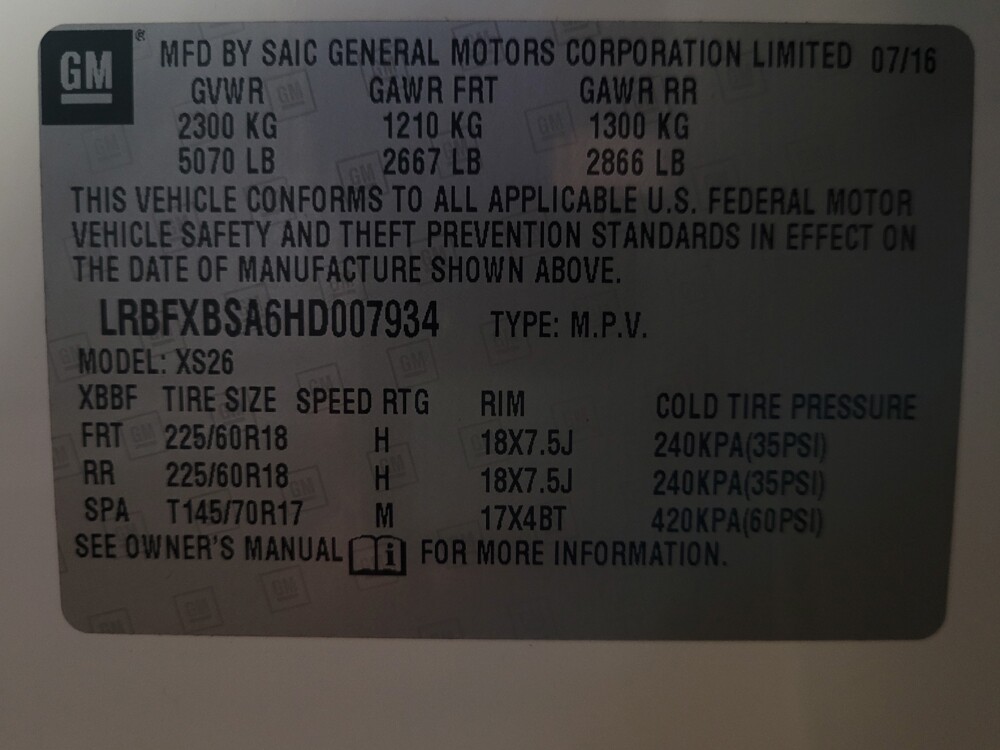 GM® MFD BY SAIC GENERAL MOTORS CORPORATION LIMITED 07/16
GVWR GAWR FRT GAWR RR
2300 KG 1210 KG 1300 KG
5070 LB 2667 LB 2866 LB
THIS VEHICLE CONFORMS TO ALL APPLICABLE U.S. FEDERAL MOTOR
VEHICLE SAFETY AND THEFT PREVENTION STANDARDS IN EFFECT ON
THE DATE OF MANUFACTURE SHOWN ABOVE.
LRBFXBSA6HD007934 TYPE: M.P.V.
MODEL: XS26
XBBF TIRE SIZE SPEED RTG RIM COLD TIRE PRESSURE
FRT 225/60R18 H 18X7.5J 240KPA(35PSI)
RR 225/60R18 H 18X7.5J 240KPA(35PSI)
SPA T145/70R17 M 17X4BT 420KPA(60PSI)
SEE OWNER'S MANUAL i FOR MORE INFORMATION.